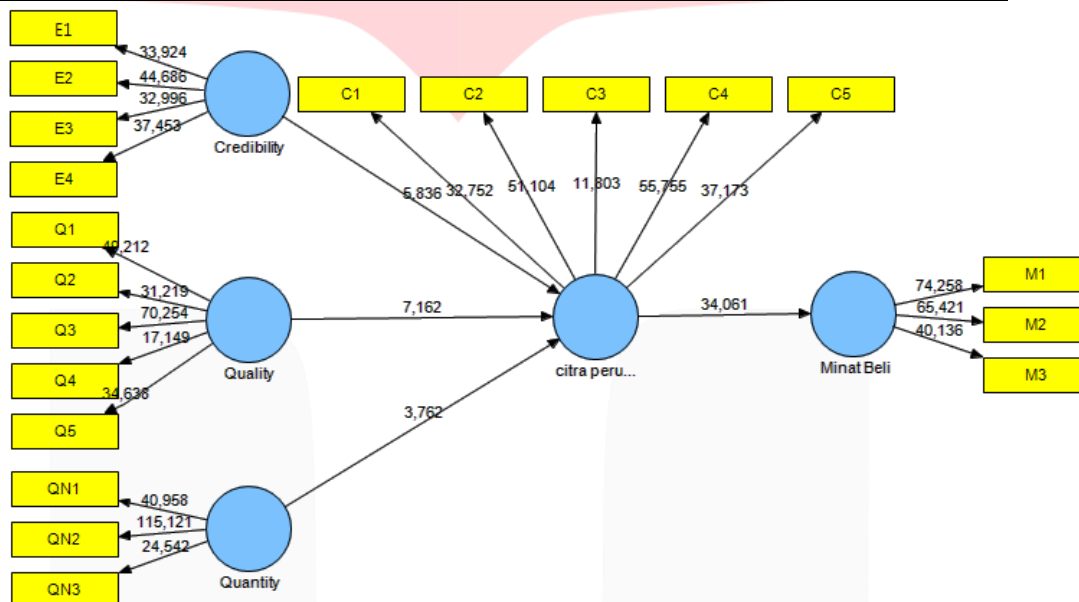 E1
33,924
E2
44,686
E3
32,996
E4
37,453
Credibility
C1
C2
C3
C4
C5
5,836
32,752
51,104
11,803
55,755
37,173
Q1
49,212
Q2
31,219
Q3
70,254
Q4
17,149
Q5
34,638
Quality
7,162
citra peru...
34,061
Minat Beli
M1
74,258
M2
65,421
M3
40,136
3,762
QN1
40,958
QN2
115,121
QN3
24,542
Quantity